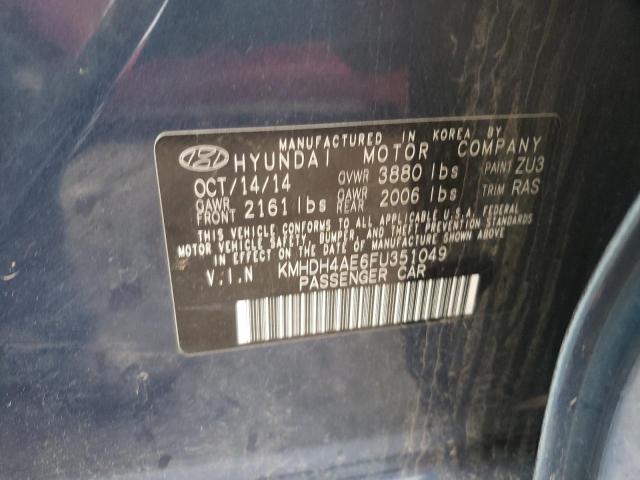 MANUFACTURED IN KOREA BY
HYUNDAI MOTOR COMPANY
OCT/14/14 GVWR 3880 lbs PAINT ZU3
GAWR FRONT 2161 lbs GAWR REAR 2006 lbs TRIM RAS
THIS VEHICLE CONFORMS TO ALL APPLICABLE U.S.A. FEDERAL
MOTOR VEHICLE SAFETY, BUMPER, AND THEFT PREVENTION
STANDARDS IN EFFECT ON THE DATE OF MANUFACTURE SHOWN ABOVE.
V.I.N KMHDH4AE6FU351049
PASSENGER CAR